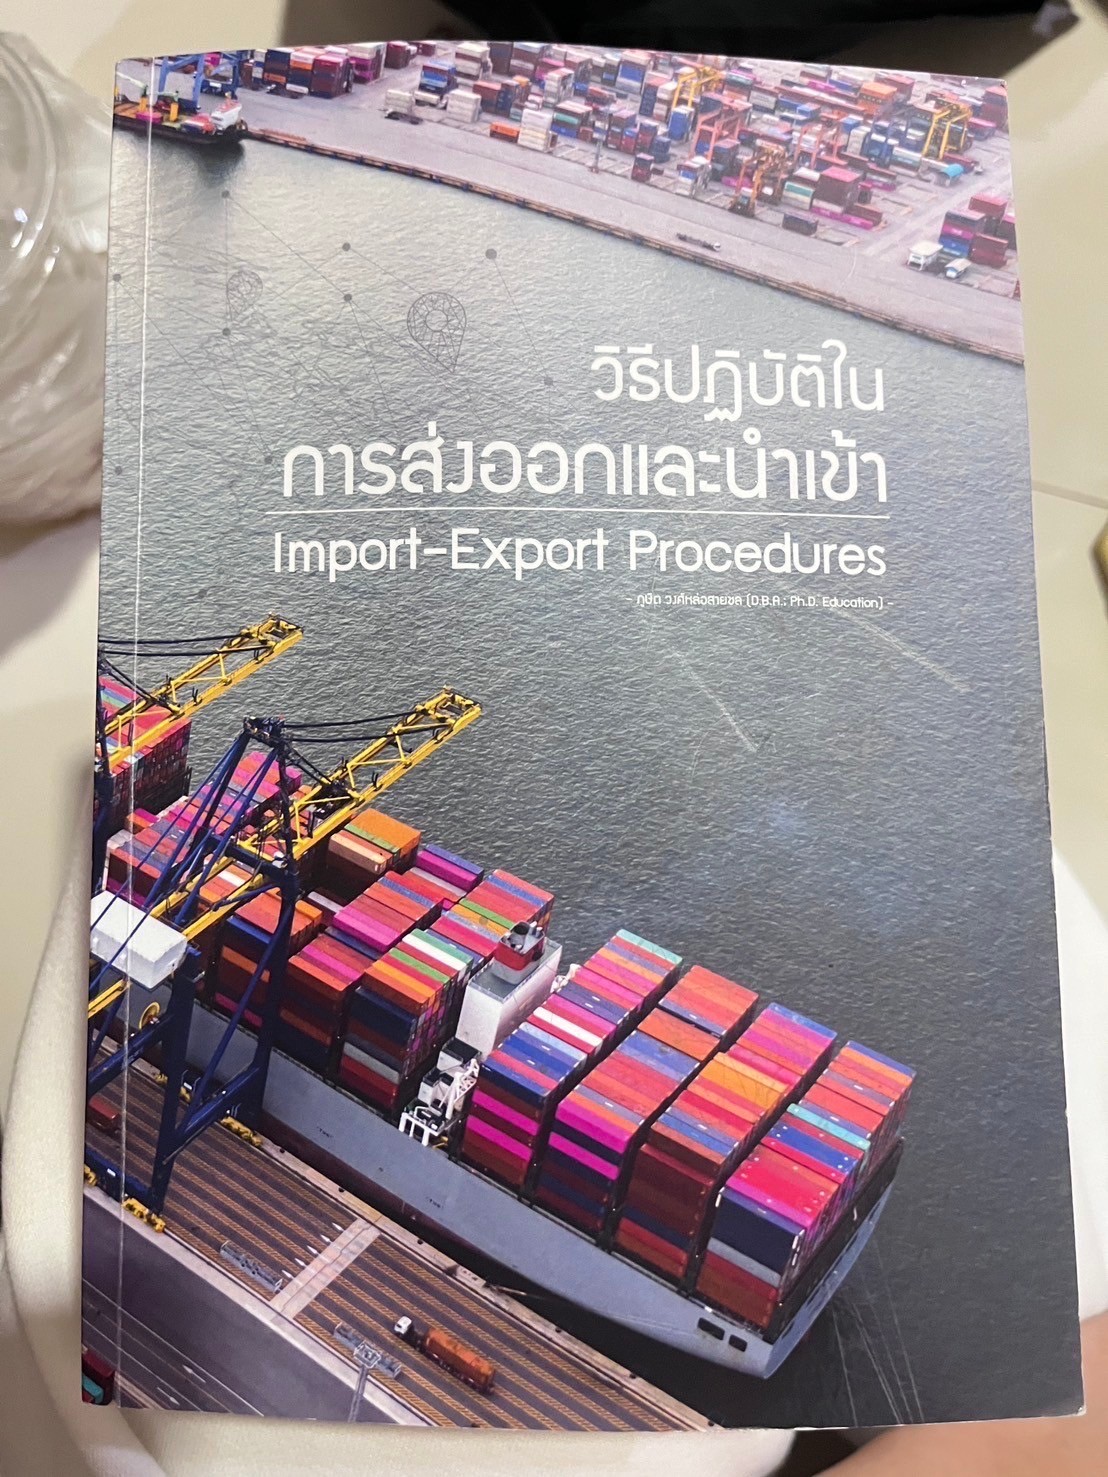 วิธีปฏิบัติใน
การส่งออกและนำเข้า
Import-Export Procedures
- ภูษิต วงศ์หล่อสายชล (D.B.A.; Ph.D. Education) -